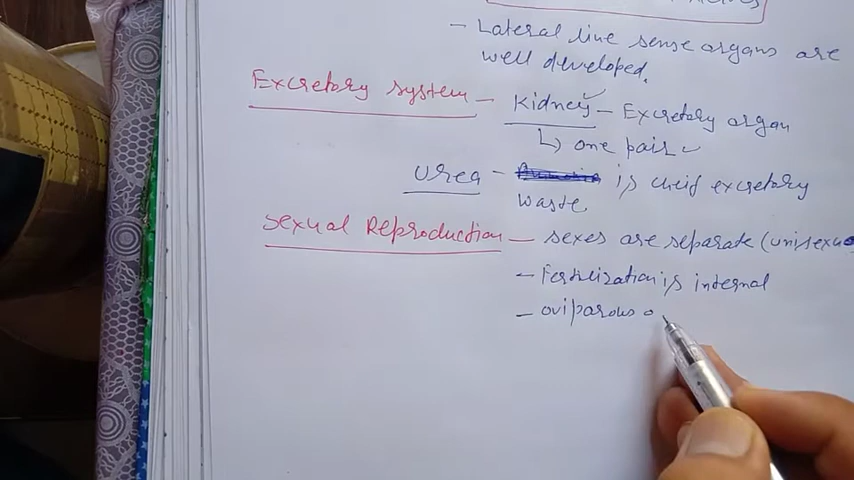 - Lateral line sense organs are
well developed.
Excretory system - Kidney - Excretory organ
↳ one pair
Urea - is cheif excretory
waste.
Sexual Reproduction - sexes are separate (unisexu
- Fertilization is internal
- oviparous o